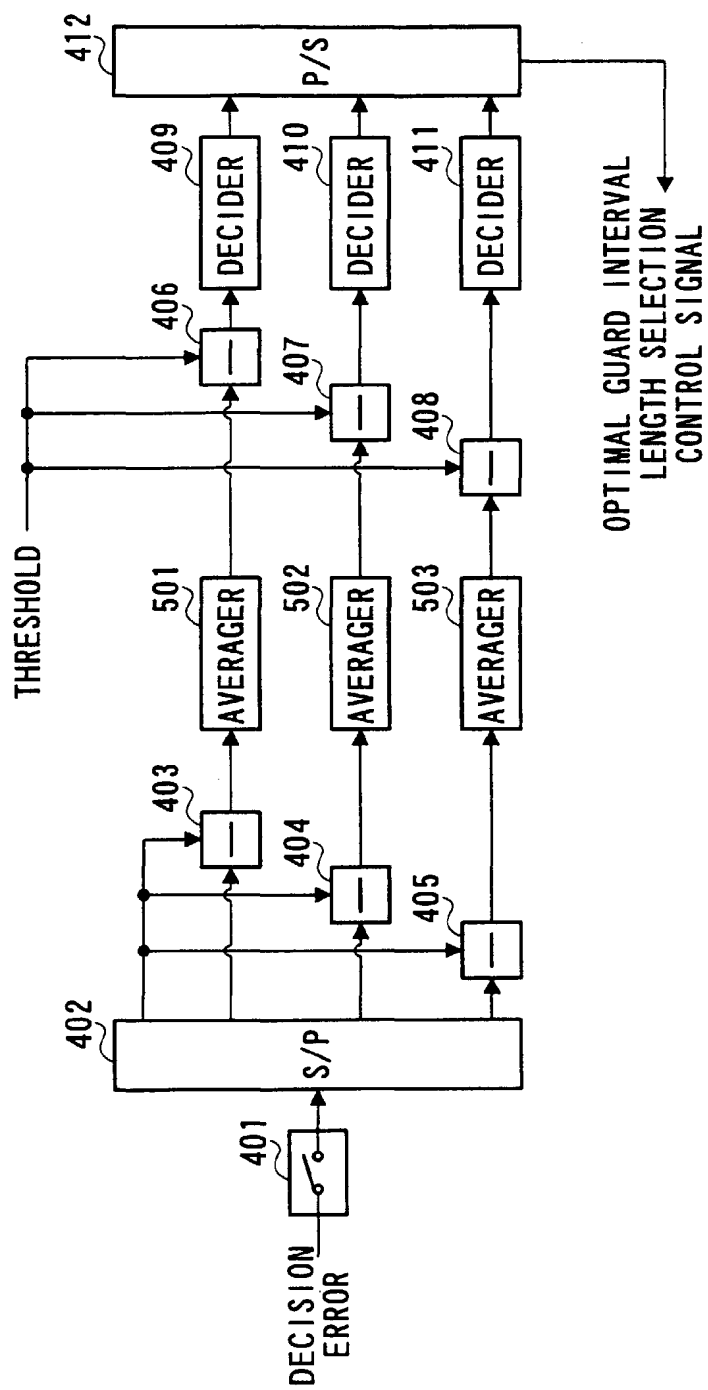 DECISION
ERROR
401
402
S/P
403
404
405
501
AVERAGER
502
AVERAGER
503
AVERAGER
THRESHOLD
406
—
407
—
408
—
409
DECIDER
410
DECIDER
411
DECIDER
412
P/S
OPTIMAL GUARD INTERVAL
LENGTH SELECTION
CONTROL SIGNAL